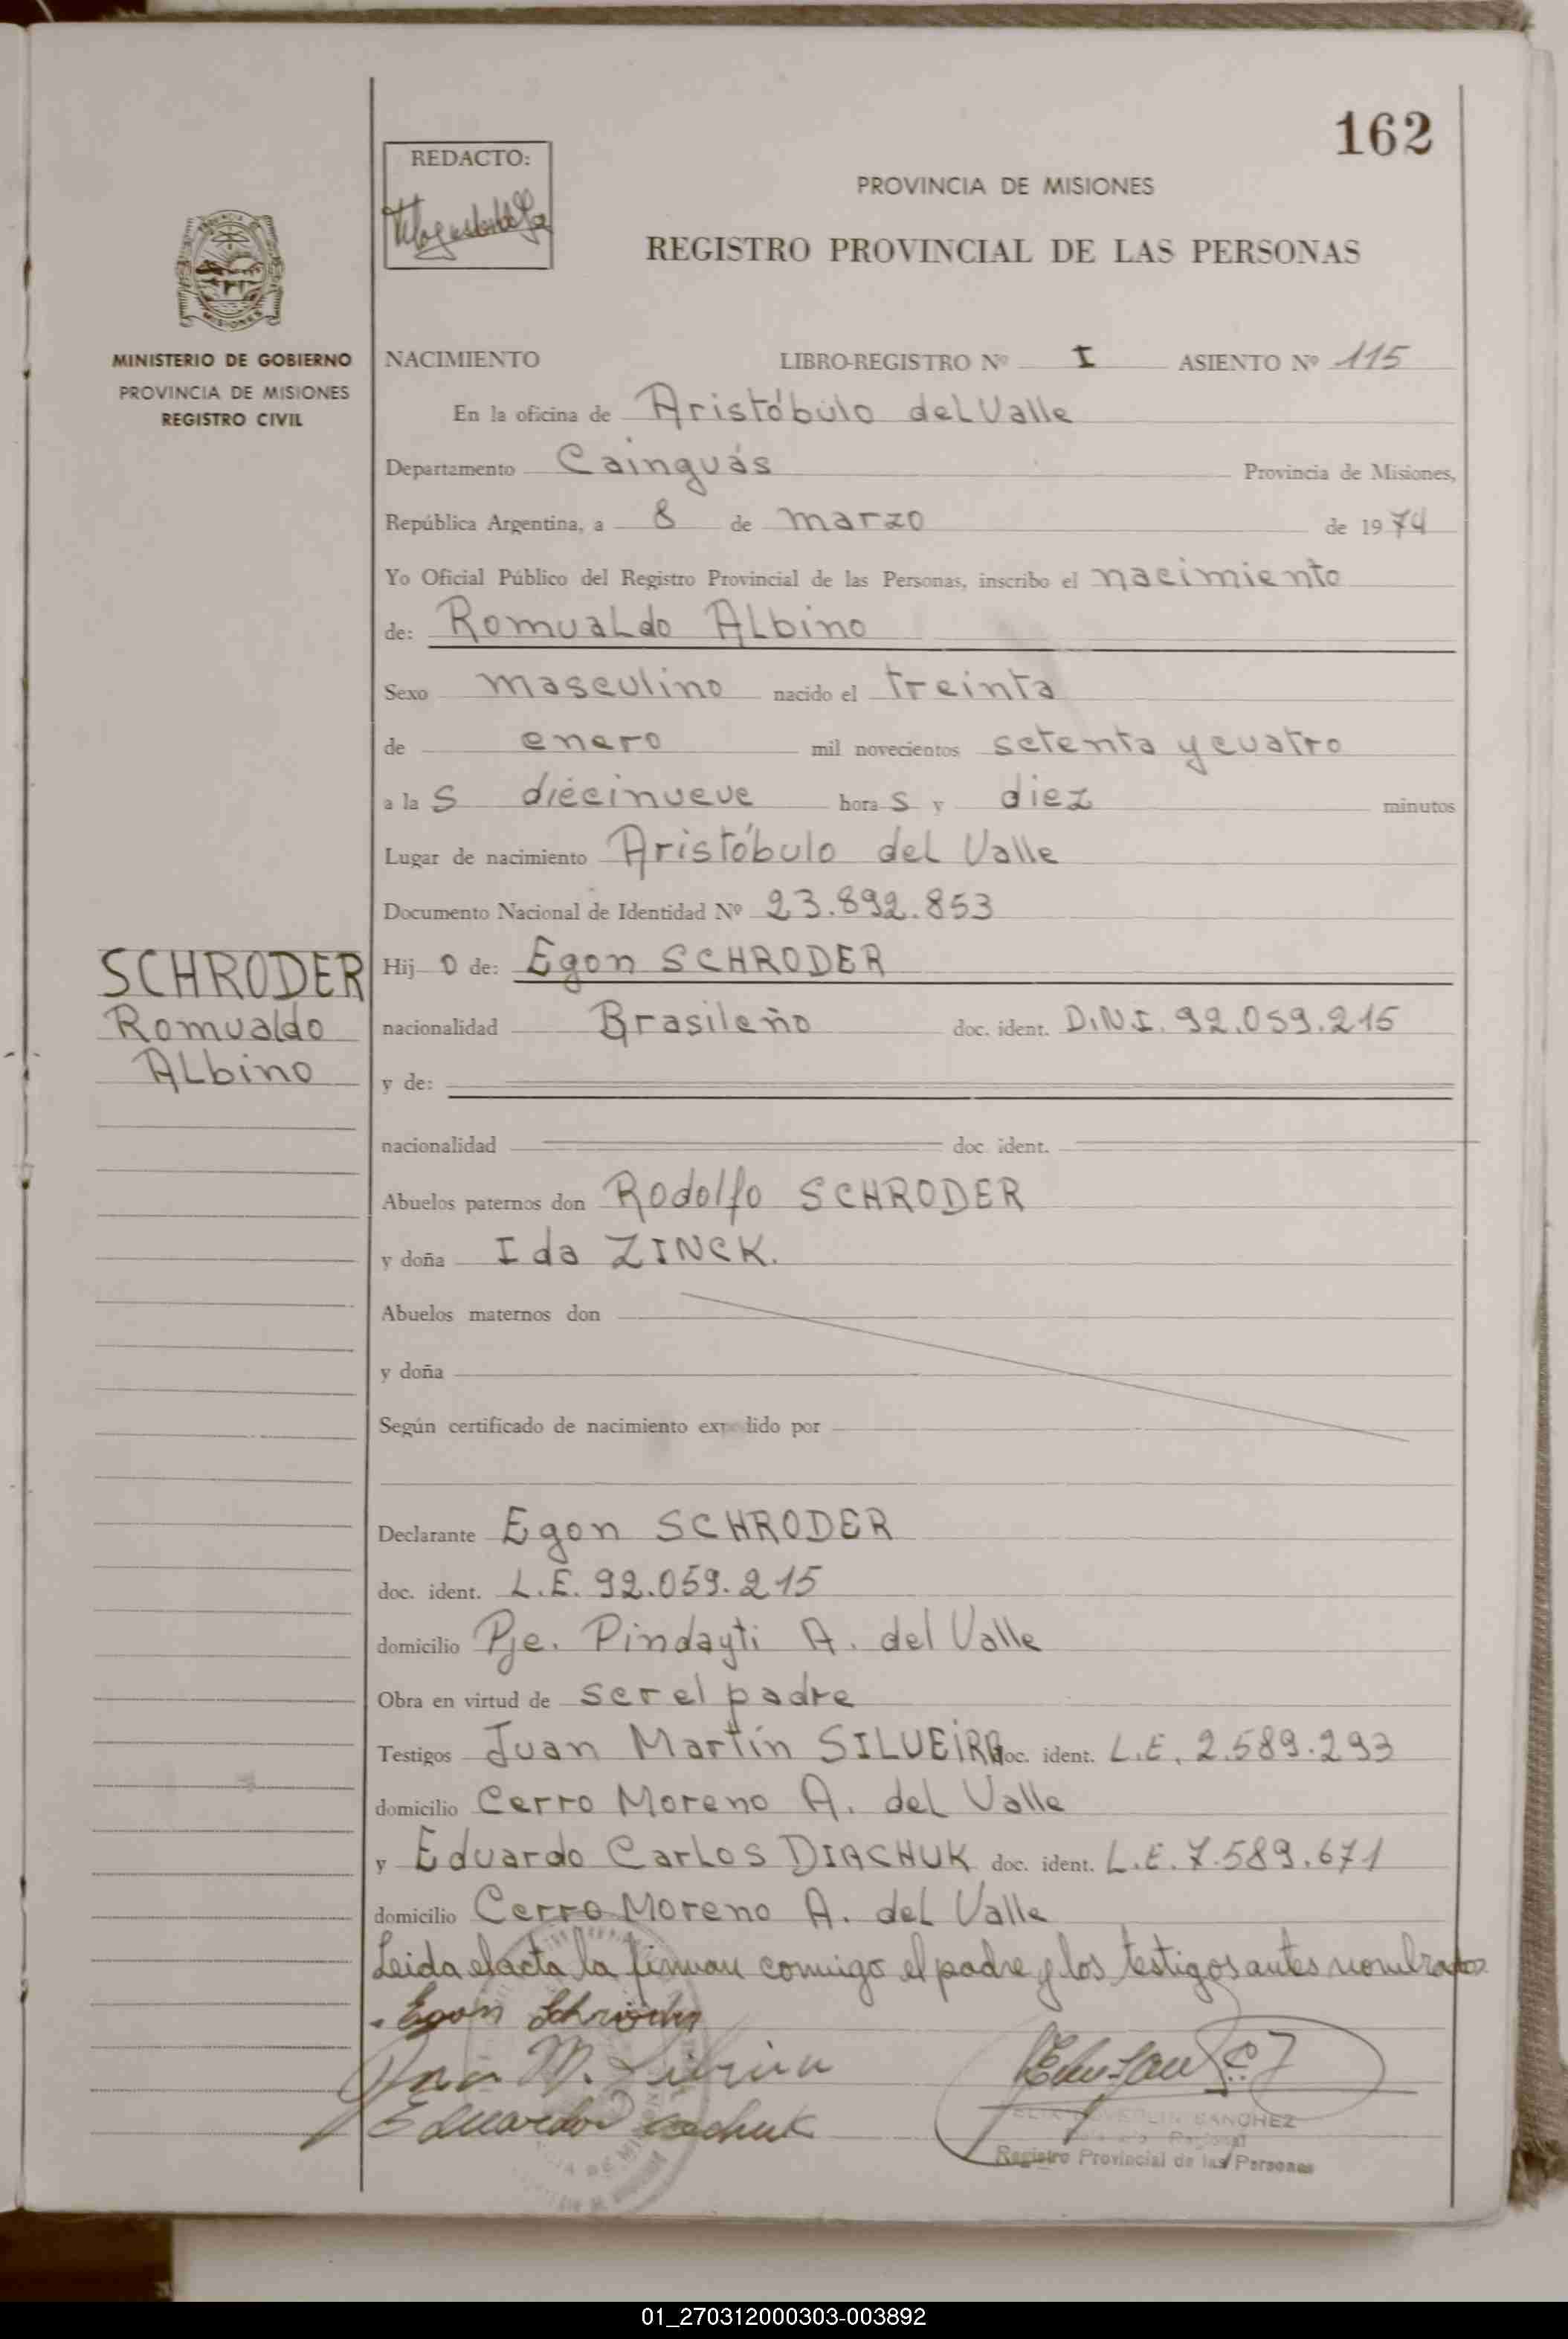 162
REDACTO:
PROVINCIA DE MISIONES
REGISTRO PROVINCIAL DE LAS PERSONAS
MISIONES
MINISTERIO DE GOBIERNO
PROVINCIA DE MISIONES
REGISTRO CIVIL
NACIMIENTO LIBRO-REGISTRO Nº I ASIENTO Nº 115
En la oficina de Aristóbulo del Valle
Departamento Cainguás Provincia de Misiones,
República Argentina, a 8 de marzo de 1974
Yo Oficial Público del Registro Provincial de las Personas, inscribo el nacimiento
de: Romualdo Albino
Sexo masculino nacido el treinta
de enero mil novecientos setenta y cuatro
a las diecinueve horas y diez minutos
Lugar de nacimiento Aristóbulo del Valle
Documento Nacional de Identidad Nº 23.892.853
SCHRODER
Romualdo
Albino
Hijo de: Egon SCHRODER
nacionalidad Brasileño doc. ident. D.N.I. 92.059.215
y de:
nacionalidad doc. ident.
Abuelos paternos don Rodolfo SCHRODER
y doña Ida ZINCK.
Abuelos maternos don
y doña
Según certificado de nacimiento expedido por
Declarante Egon SCHRODER
doc. ident. L.E. 92.059.215
domicilio Pje. Pindayti A. del Valle
Obra en virtud de ser el padre
Testigos Juan Martín SILVEIRA doc. ident. L.E. 2.589.293
domicilio Cerro Moreno A. del Valle
y Eduardo Carlos DIACHUK doc. ident. L.E. 7.589.671
domicilio Cerro Moreno A. del Valle
Leida el acta la firman conmigo el padre y los testigos antes nombrados
Egon Schröder
Juan M. Silveira
Eduardo
SANCHEZ
Registro Provincial de las Personas
01_270312000303-003892